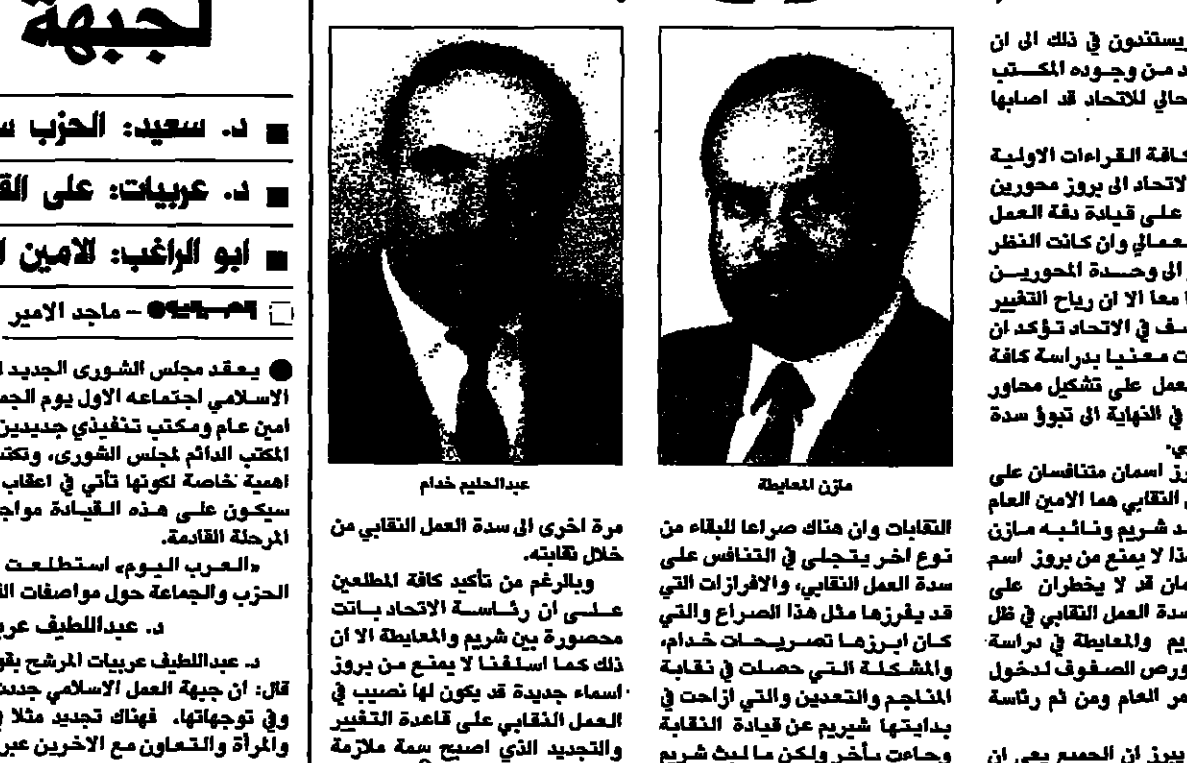 ويستندون في ذلك الى ان
د من وجوده المكتب
حالي للاتحاد قد اصابها
كافة القراءات الاولية
لاتحاد الى بروز محورين
على قيادة دفة العمل
عمالي وان كانت النظر
الى وحدة المحورين
ا معا الا ان رياح التغيير
سف في الاتحاد تؤكد ان
ت معنيا بدراسة كافة
عمل على تشكيل محاور
في النهاية الى تبوؤ سدة
بي.
رز اسمان متنافسان على
النقابي هما الامين العام
د شريم ونائبه مازن
ذا لا يمنع من بروز اسم
مان قد لا يخطران على
سدة العمل النقابي في ظل
ريم والمعايطة في دراسة
ورص الصفوف لدخول
مر العام ومن ثم رئاسة
يبرز ان الجميع يعي ان
مازن المعايطة
النقابات وان هناك صراعا للبقاء من
نوع اخر يتجلى في التنافس على
سدة العمل النقابي، والافرازات التي
قد يفرزها مثل هذا الصراع والتي
كان ابرزها تصريحات خدام،
والمشكلة التي حصلت في نقابة
المناجم والتعدين والتي ازاحت في
بدايتها شيريم عن قيادة النقابة
وجاءت بآخر ولكن ما لبث شريم
عبدالحليم خدام
مرة اخرى الى سدة العمل النقابي من
خلال نقابته.
وبالرغم من تأكيد كافة المطلعين
على ان رئاسة الاتحاد باتت
محصورة بين شريم والمعايطة الا ان
ذلك كما اسلفنا لا يمنع من بروز
اسماء جديدة قد يكون لها نصيب في
العمل النقابي على قاعدة التغيير
والتجديد الذي اصبح سمة ملازمة
لجبهة
د. سعيد: الحزب س
د. عربيات: على الق
ابو الراغب: الامين ا
– ماجد الامير
يعقد مجلس الشورى الجديد ل
الاسلامي اجتماعه الاول يوم الجم
امين عام ومكتب تنفيذي جديدين
المكتب الدائم لمجلس الشورى، وتكتس
اهمية خاصة لكونها تأتي في اعقاب
سيكون على هذه القيادة مواج
المرحلة القادمة.
«العرب اليوم» استطلعت
الحزب والجماعة حول مواصفات الق
د. عبداللطيف عرب
د. عبداللطيف عربيات المرشح بقو
قال: ان جبهة العمل الاسلامي جددت
وفي توجهاتها، فهناك تجديد مثلا ف
والمرأة والتعاون مع الاخرين عبر